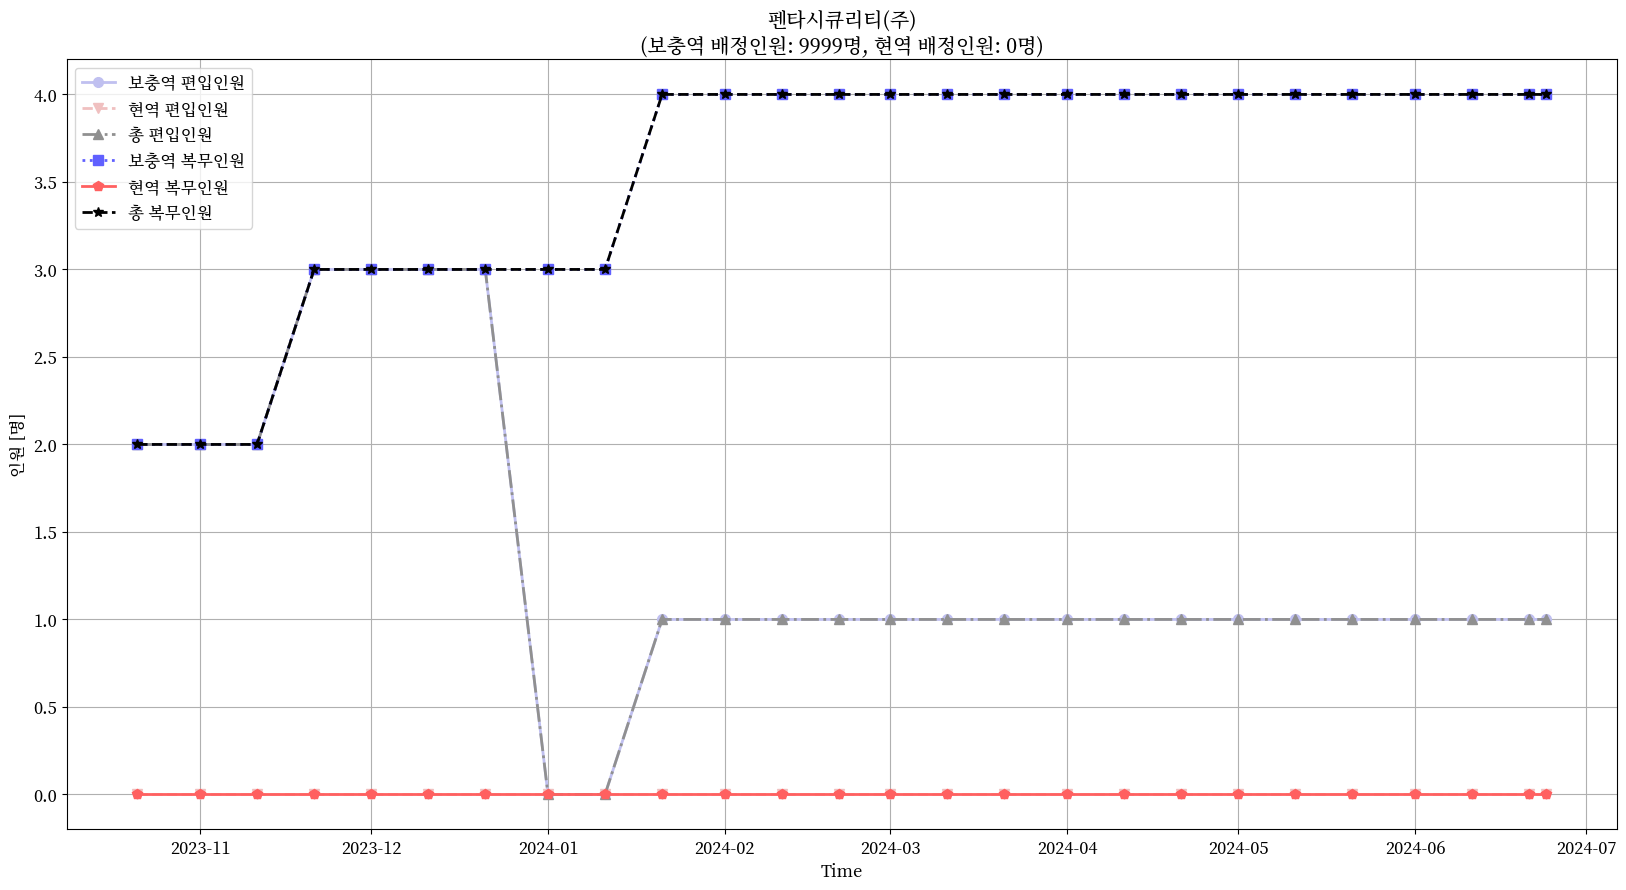 펜타시큐리티(주)
(보충역 배정인원: 9999명, 현역 배정인원: 0명)
보충역 편입인원
현역 편입인원
총 편입인원
보충역 복무인원
현역 복무인원
총 복무인원
인원 [명]
4.0
3.5
3.0
2.5
2.0
1.5
1.0
0.5
0.0
2023-11
2023-12
2024-01
2024-02
2024-03
2024-04
2024-05
2024-06
2024-07
Time